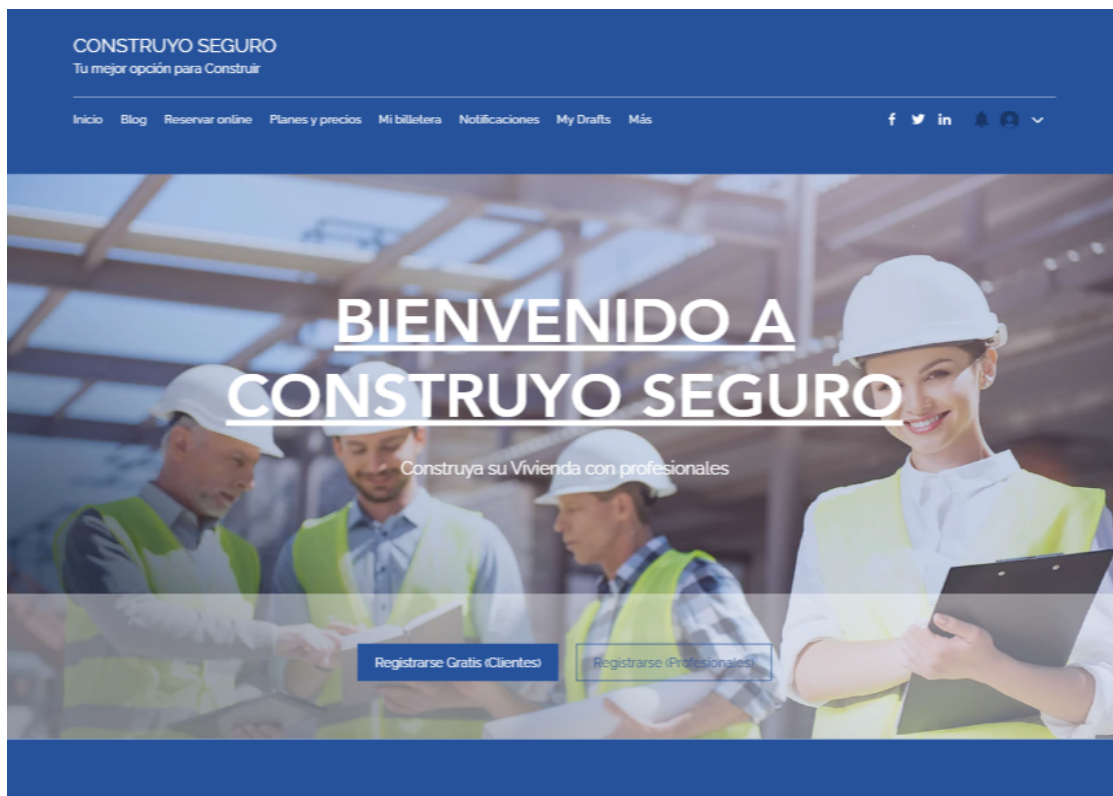 CONSTRUYO SEGURO
Tu mejor opción para Construir
Inicio Blog Reservar online Planes y precios Mi billetera Notificaciones My Drafts Más
BIENVENIDO A
CONSTRUYO SEGURO
Construya su Vivienda con profesionales
Registrarse Gratis (Clientes) Registrarse (Profesionales)